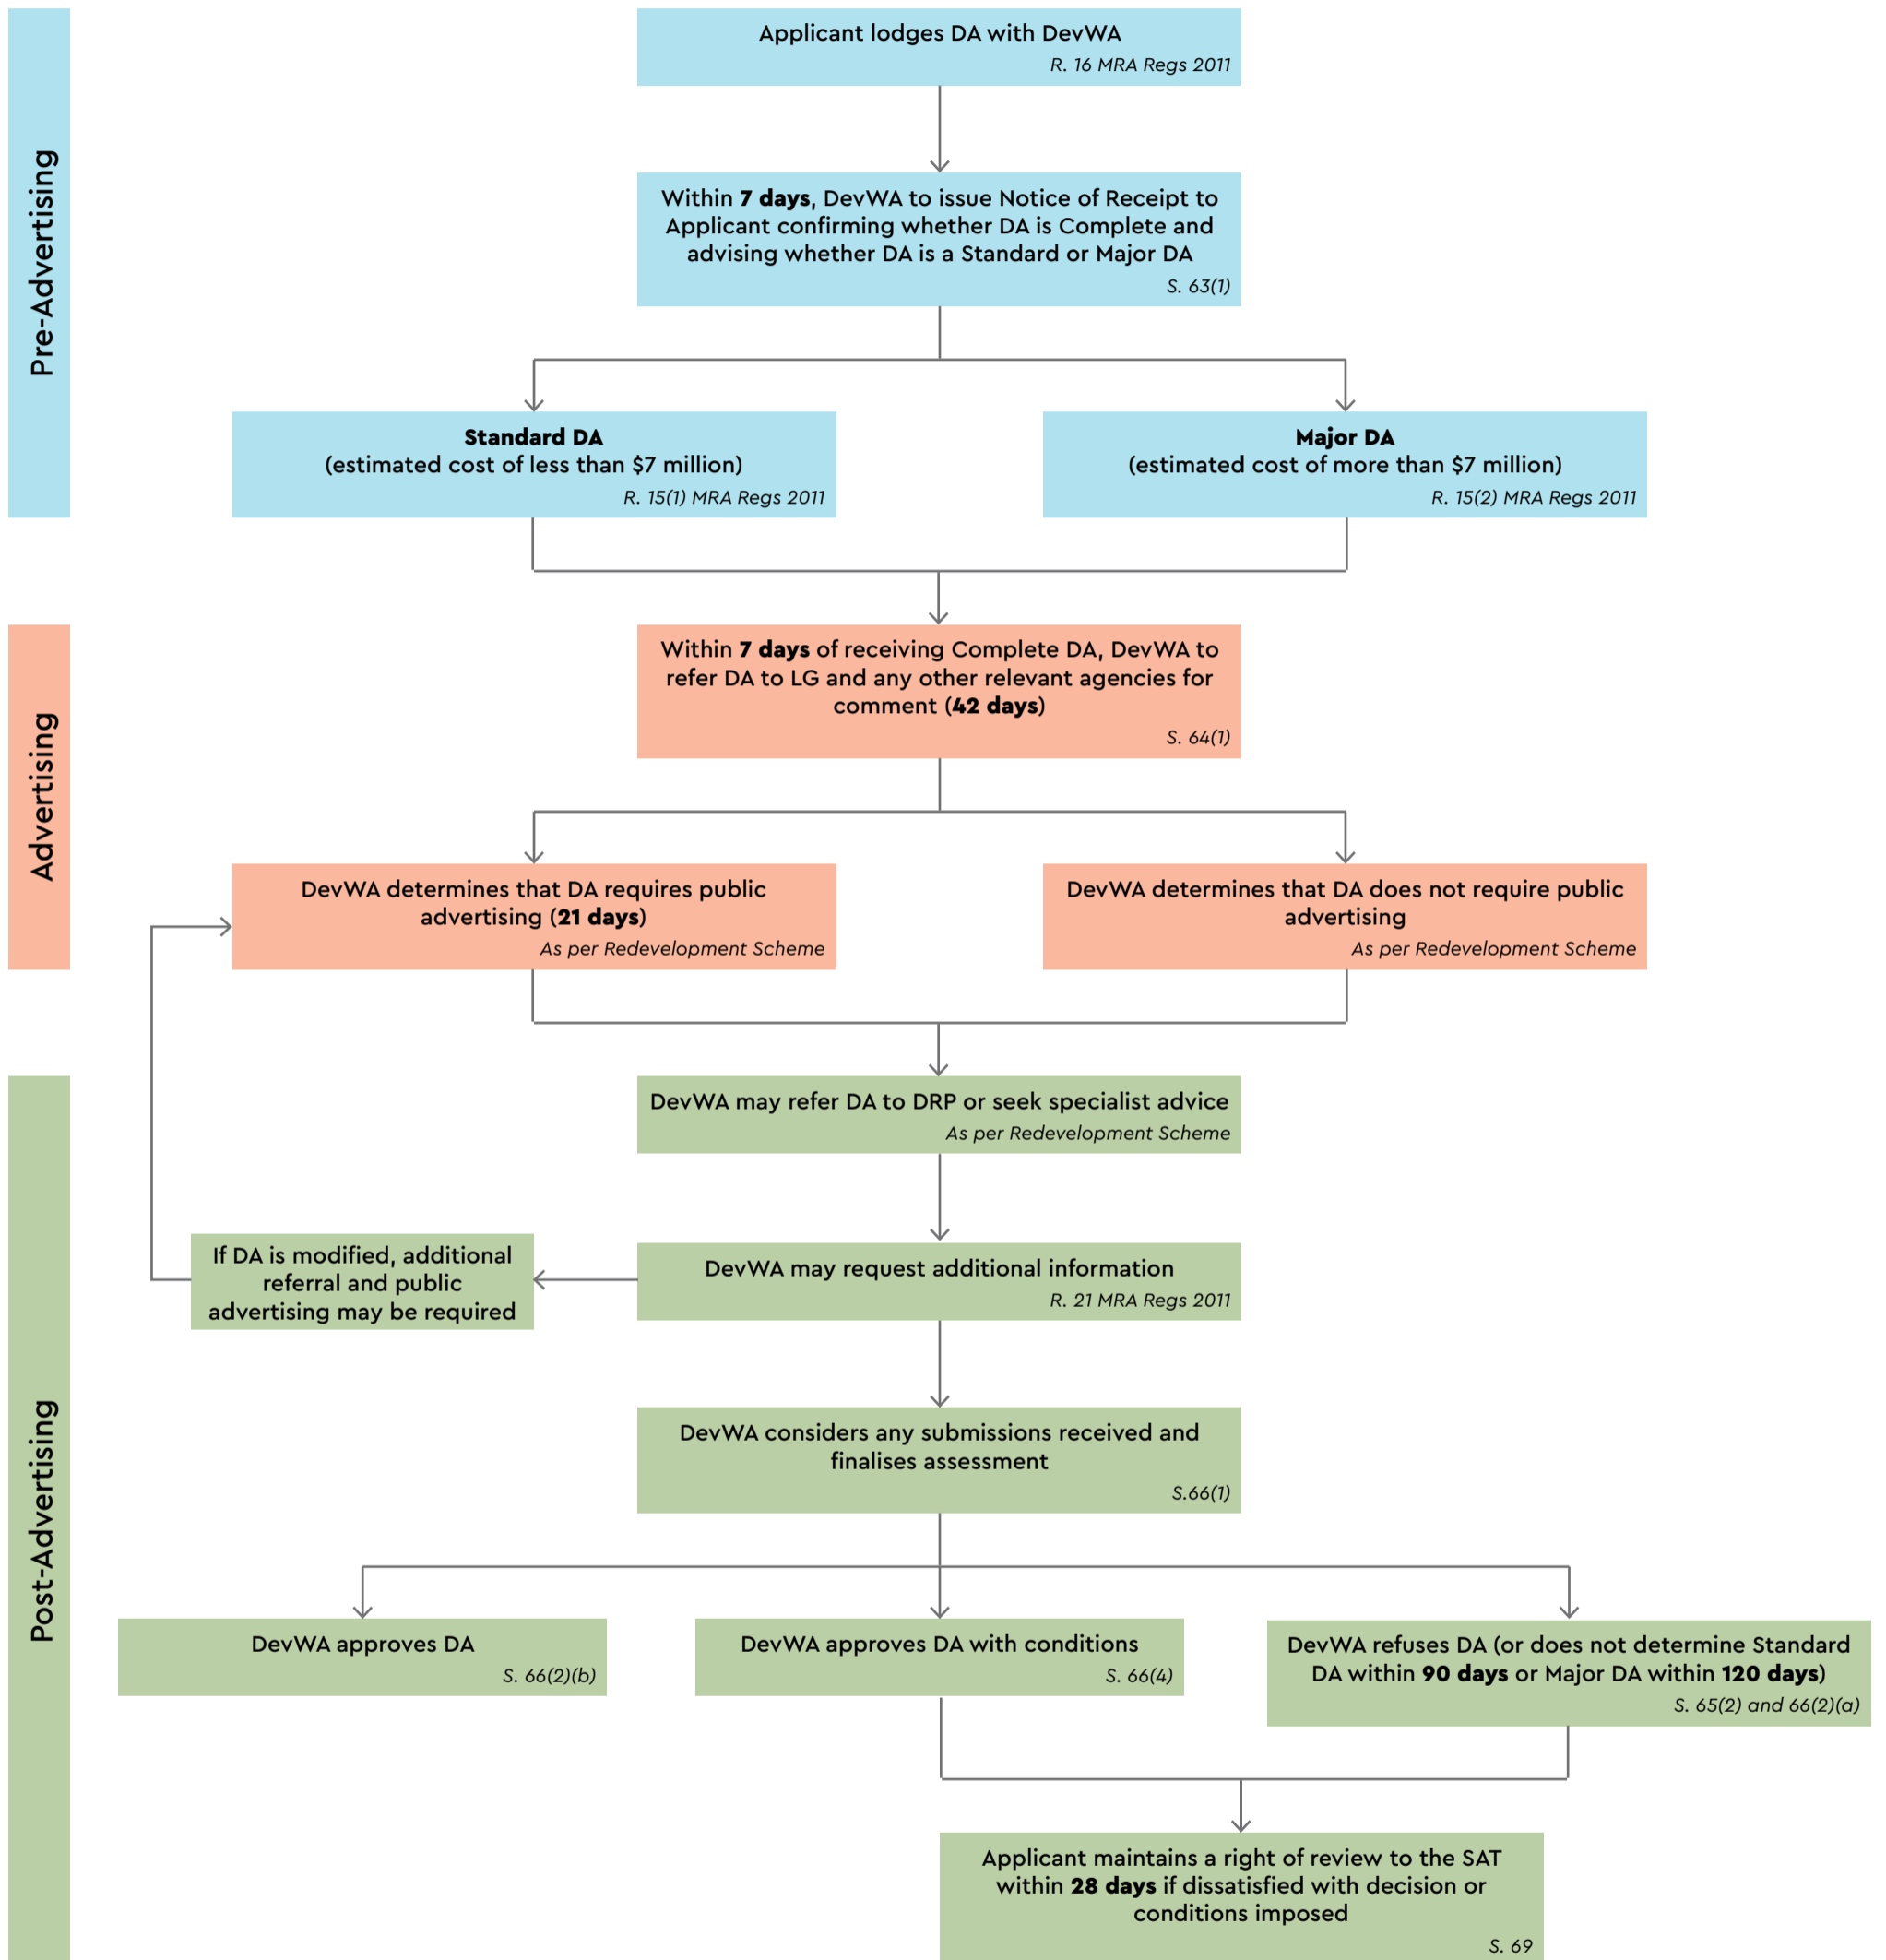 Pre-Advertising
Applicant lodges DA with DevWA
R. 16 MRA Regs 2011
Within 7 days, DevWA to issue Notice of Receipt to
Applicant confirming whether DA is Complete and
advising whether DA is a Standard or Major DA
S. 63(1)
Standard DA
(estimated cost of less than $7 million)
R. 15(1) MRA Regs 2011
Major DA
(estimated cost of more than $7 million)
R. 15(2) MRA Regs 2011
Advertising
Within 7 days of receiving Complete DA, DevWA to
refer DA to LG and any other relevant agencies for
comment (42 days)
S. 64(1)
DevWA determines that DA requires public
advertising (21 days)
As per Redevelopment Scheme
DevWA determines that DA does not require public
advertising
As per Redevelopment Scheme
Post-Advertising
DevWA may refer DA to DRP or seek specialist advice
As per Redevelopment Scheme
DevWA may request additional information
R. 21 MRA Regs 2011
If DA is modified, additional
referral and public
advertising may be required
DevWA considers any submissions received and
finalises assessment
S.66(1)
DevWA approves DA
S. 66(2)(b)
DevWA approves DA with conditions
S. 66(4)
DevWA refuses DA (or does not determine Standard
DA within 90 days or Major DA within 120 days)
S. 65(2) and 66(2)(a)
Applicant maintains a right of review to the SAT
within 28 days if dissatisfied with decision or
conditions imposed
S. 69